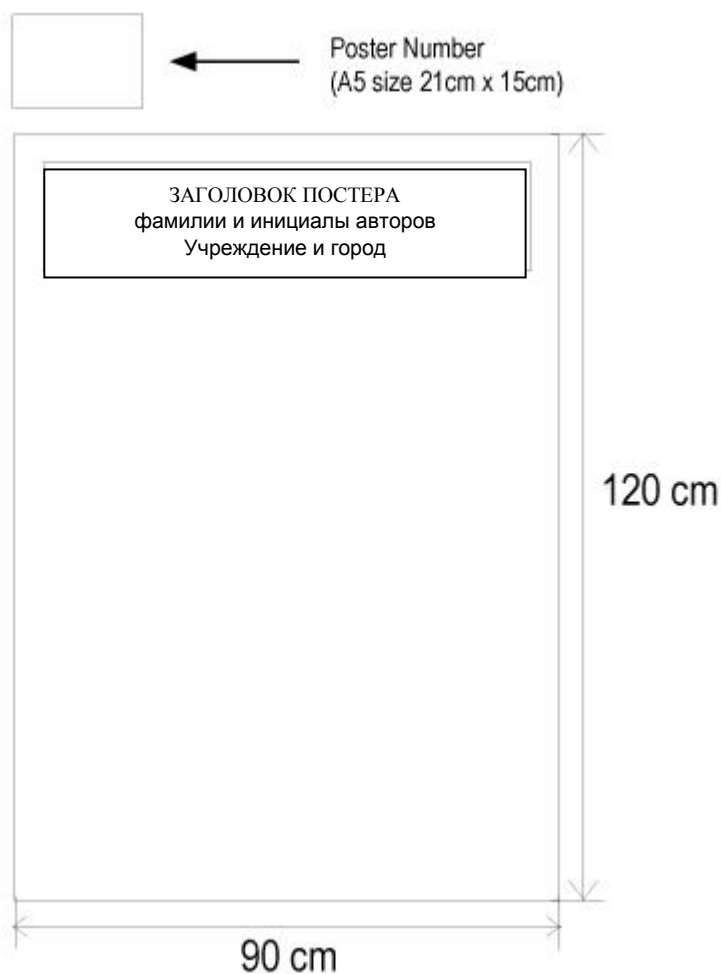 Poster Number
(A5 size 21cm x 15cm)
ЗАГОЛОВОК ПОСТЕРА
фамилии и инициалы авторов
Учреждение и город
120 cm
90 cm